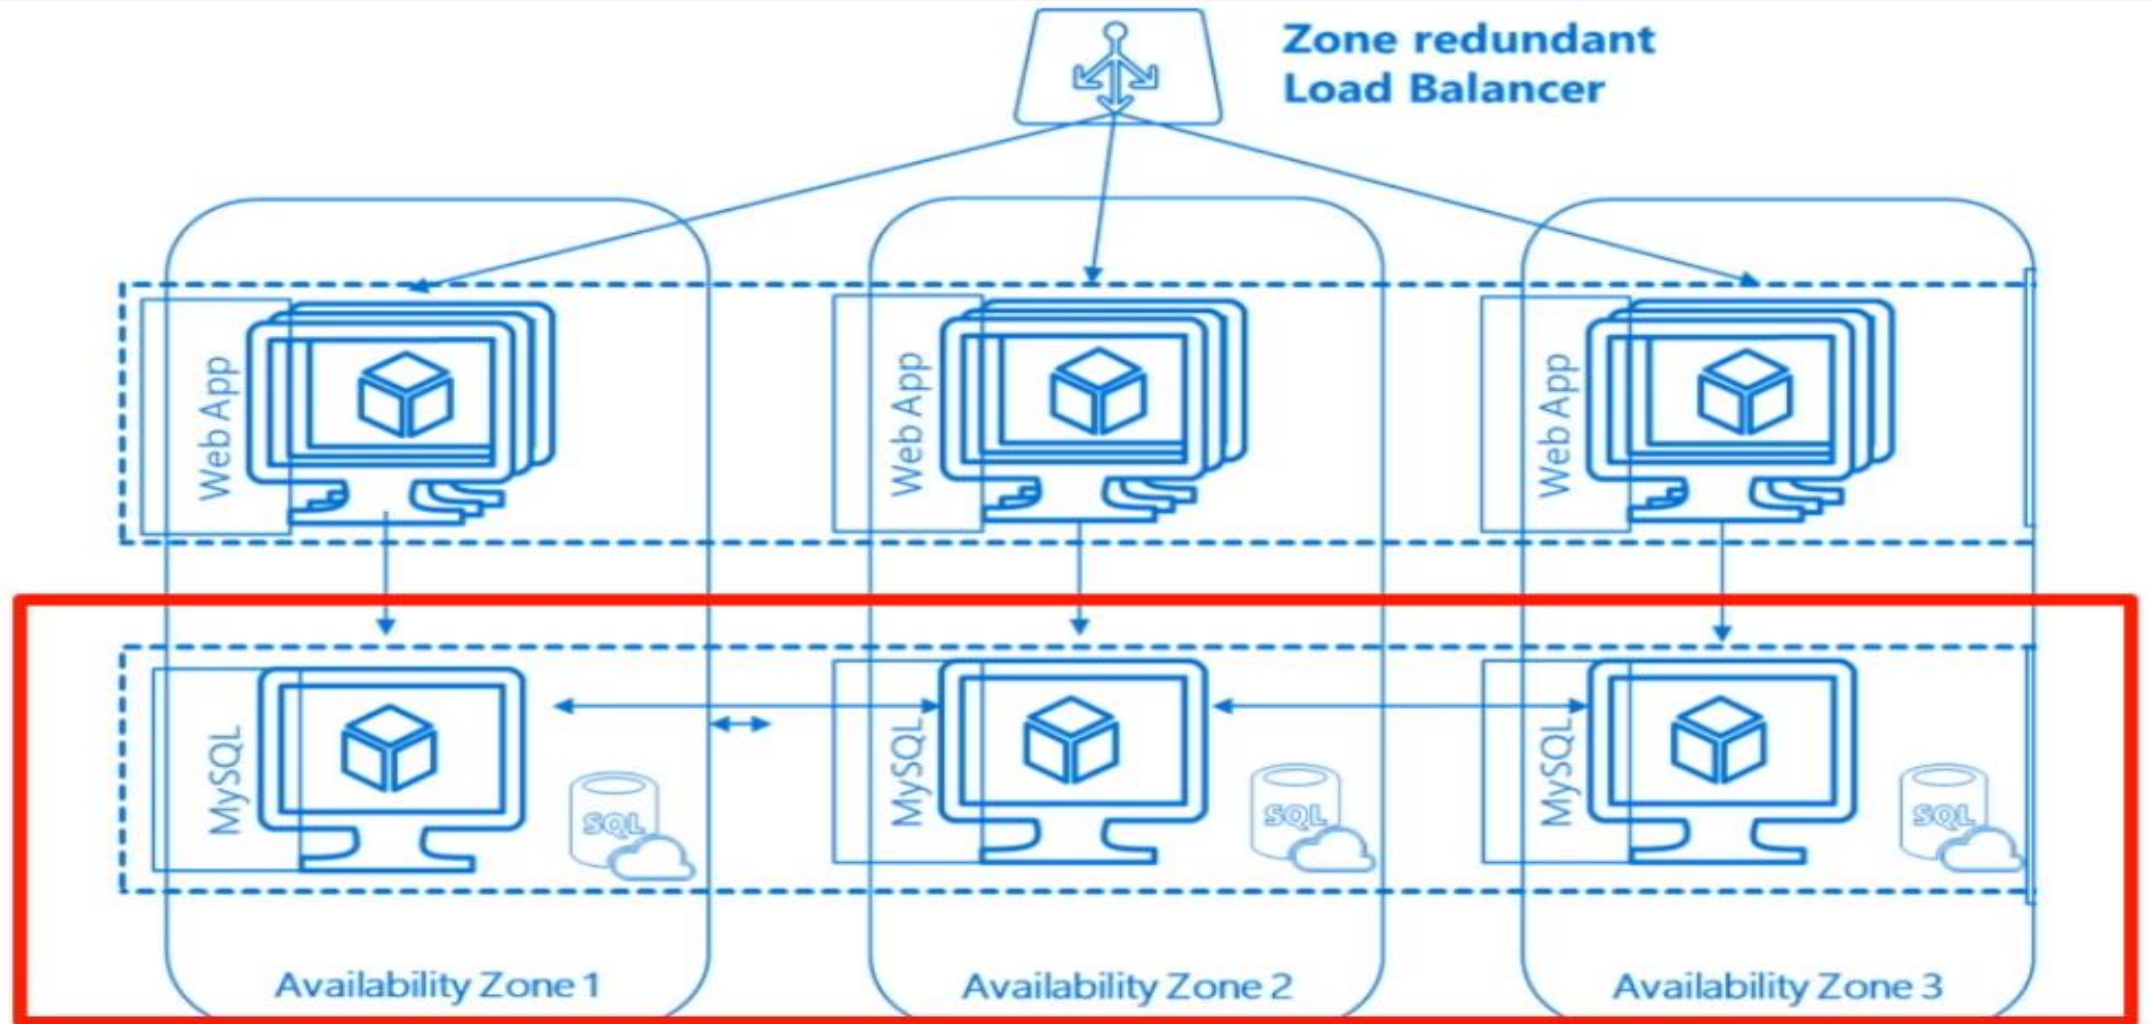 Zone redundant
Load Balancer
Web App
Web App
Web App
MySQL
SQL
MySQL
SQL
MySQL
SQL
Availability Zone 1
Availability Zone 2
Availability Zone 3